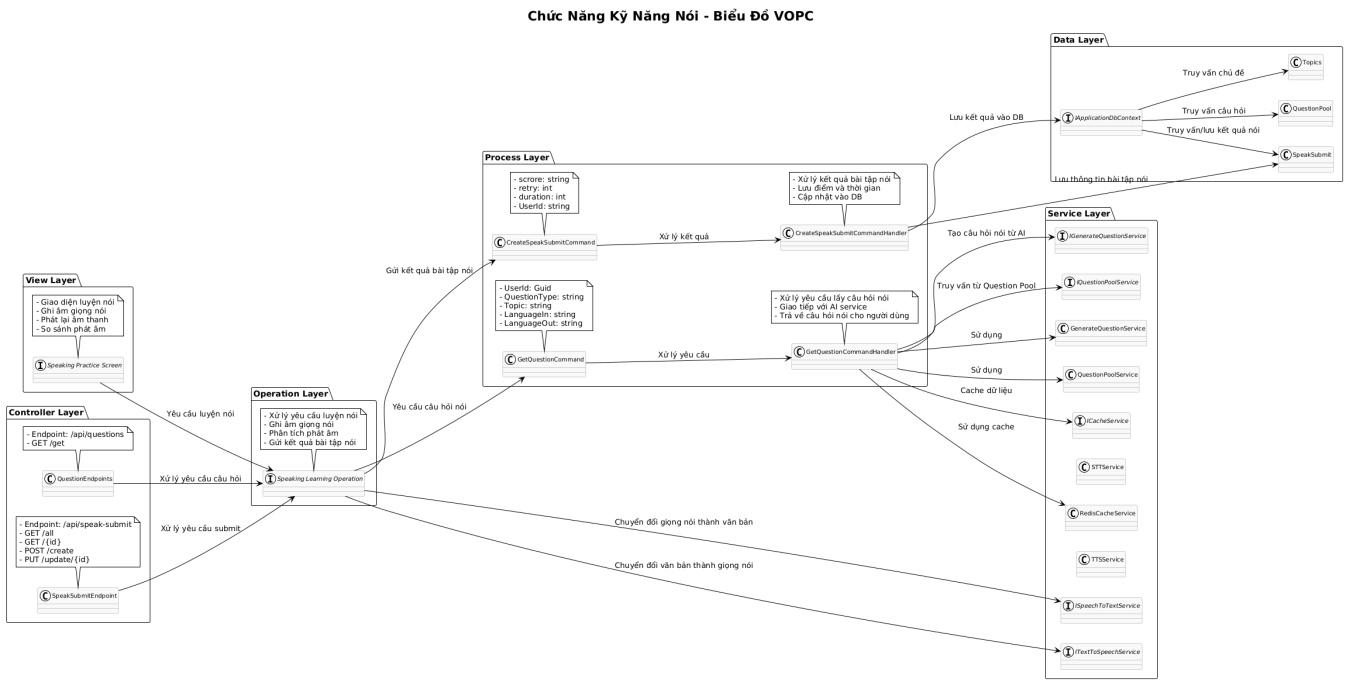 Chức Năng Kỹ Năng Nói - Biểu Đồ VOPC
View Layer
- Giao diện luyện nói
- Ghi âm giọng nói
- Phát lại âm thanh
- So sánh phát âm
I Speaking Practice Screen
Controller Layer
- Endpoint: /api/questions
- GET /get
C QuestionEndpoints
- Endpoint: /api/speak-submit
- GET /all
- GET /{id}
- POST /create
- PUT /update/{id}
C SpeakSubmitEndpoint
Yêu cầu luyện nói
Xử lý yêu cầu câu hỏi
Xử lý yêu cầu submit
Operation Layer
- Xử lý yêu cầu luyện nói
- Ghi âm giọng nói
- Phân tích phát âm
- Gửi kết quả bài tập nói
I Speaking Learning Operation
Gửi kết quả bài tập nói
Yêu cầu câu hỏi nói
Chuyển đổi giọng nói thành văn bản
Chuyển đổi văn bản thành giọng nói
Process Layer
- scrore: string
- retry: int
- duration: int
- UserId: string
C CreateSpeakSubmitCommand
Xử lý kết quả
- Xử lý kết quả bài tập nói
- Lưu điểm và thời gian
- Cập nhật vào DB
C CreateSpeakSubmitCommandHandler
- UserId: Guid
- QuestionType: string
- Topic: string
- LanguageIn: string
- LanguageOut: string
C GetQuestionCommand
Xử lý yêu cầu
- Xử lý yêu cầu lấy câu hỏi nói
- Giao tiếp với AI service
- Trả về câu hỏi nói cho người dùng
C GetQuestionCommandHandler
Lưu kết quả vào DB
Lưu thông tin bài tập nói
Tạo câu hỏi nói từ AI
Truy vấn từ Question Pool
Sử dụng
Sử dụng
Cache dữ liệu
Sử dụng cache
Data Layer
I IApplicationDbContext
Truy vấn chủ đề
Truy vấn câu hỏi
Truy vấn/lưu kết quả nói
C Topics
C QuestionPool
C SpeakSubmit
Service Layer
I IGenerateQuestionService
I IQuestionPoolService
C GenerateQuestionService
C QuestionPoolService
I ICacheService
C STTService
C RedisCacheService
C TTSService
I ISpeechToTextService
I ITextToSpeechService